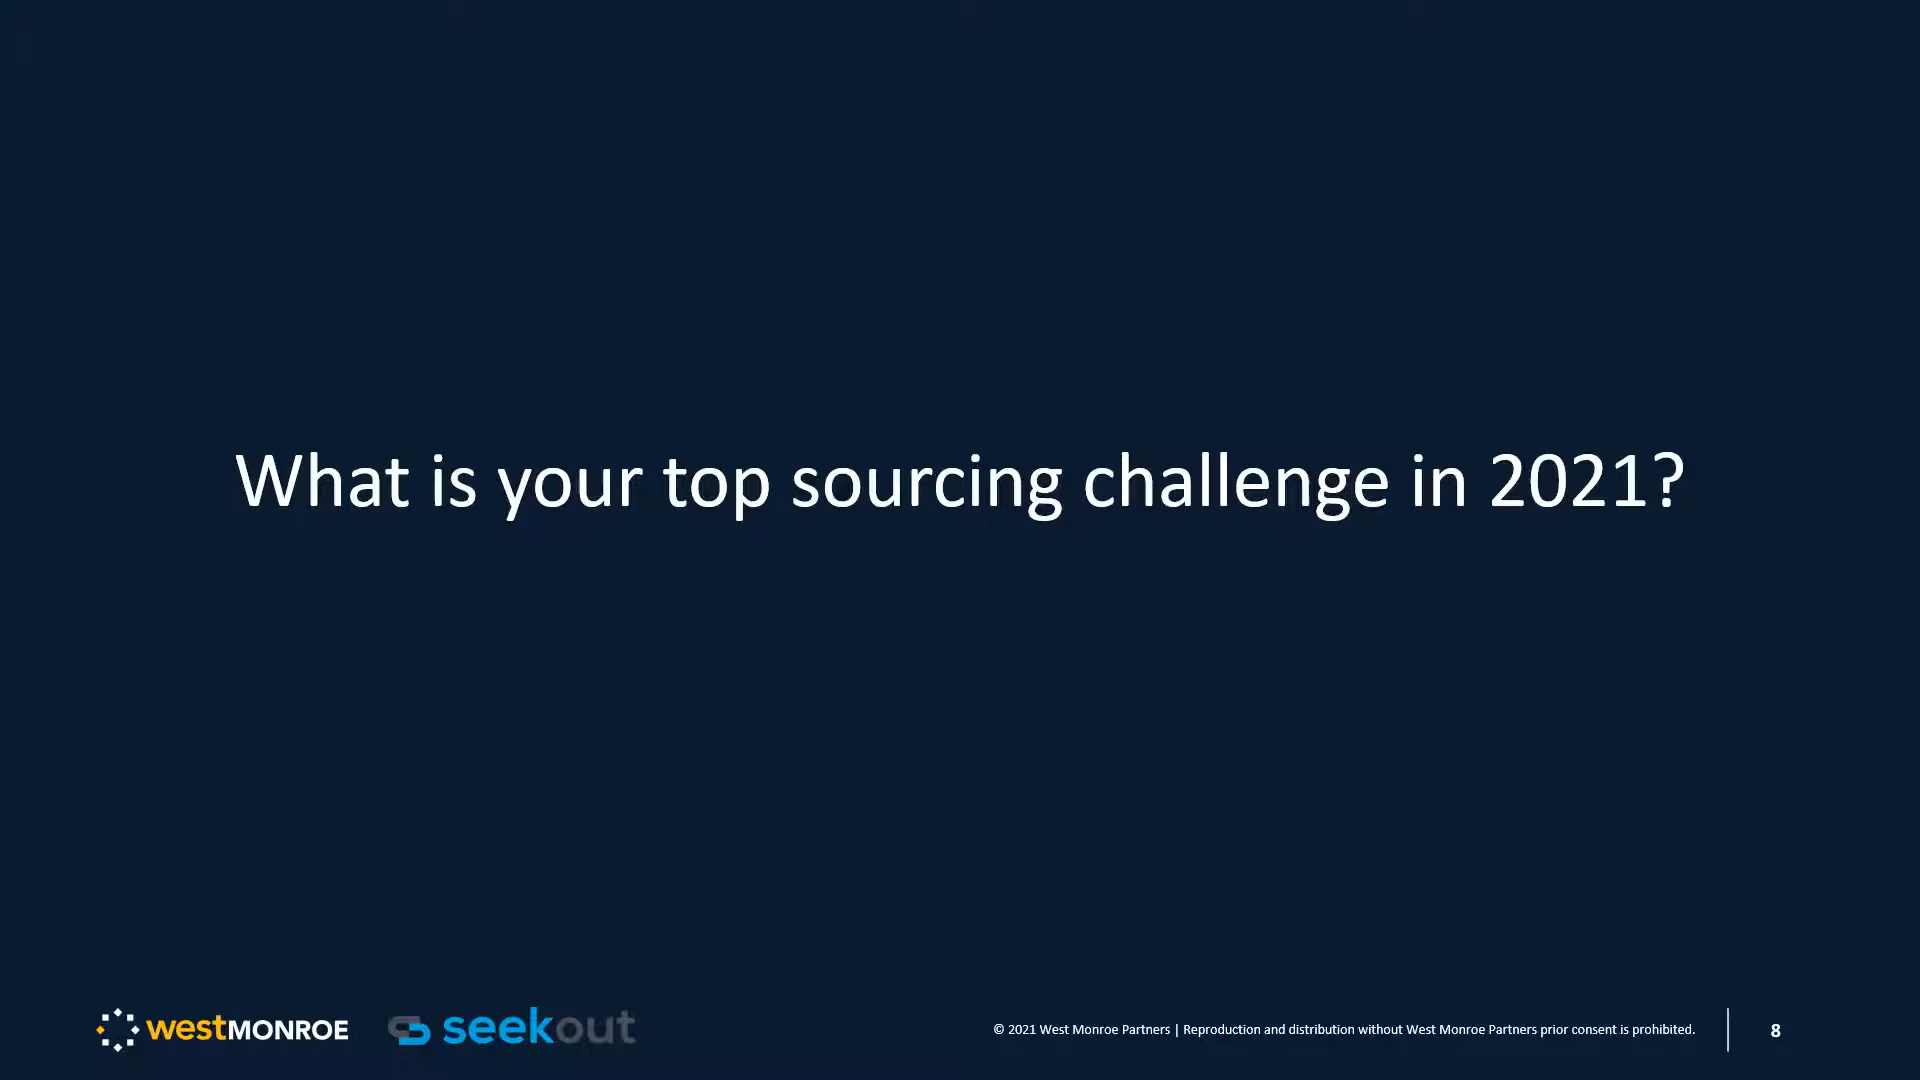 What is your top sourcing challenge in 2021?
westMONROE
seekout
© 2021 West Monroe Partners | Reproduction and distribution without West Monroe Partners prior consent is prohibited.
8